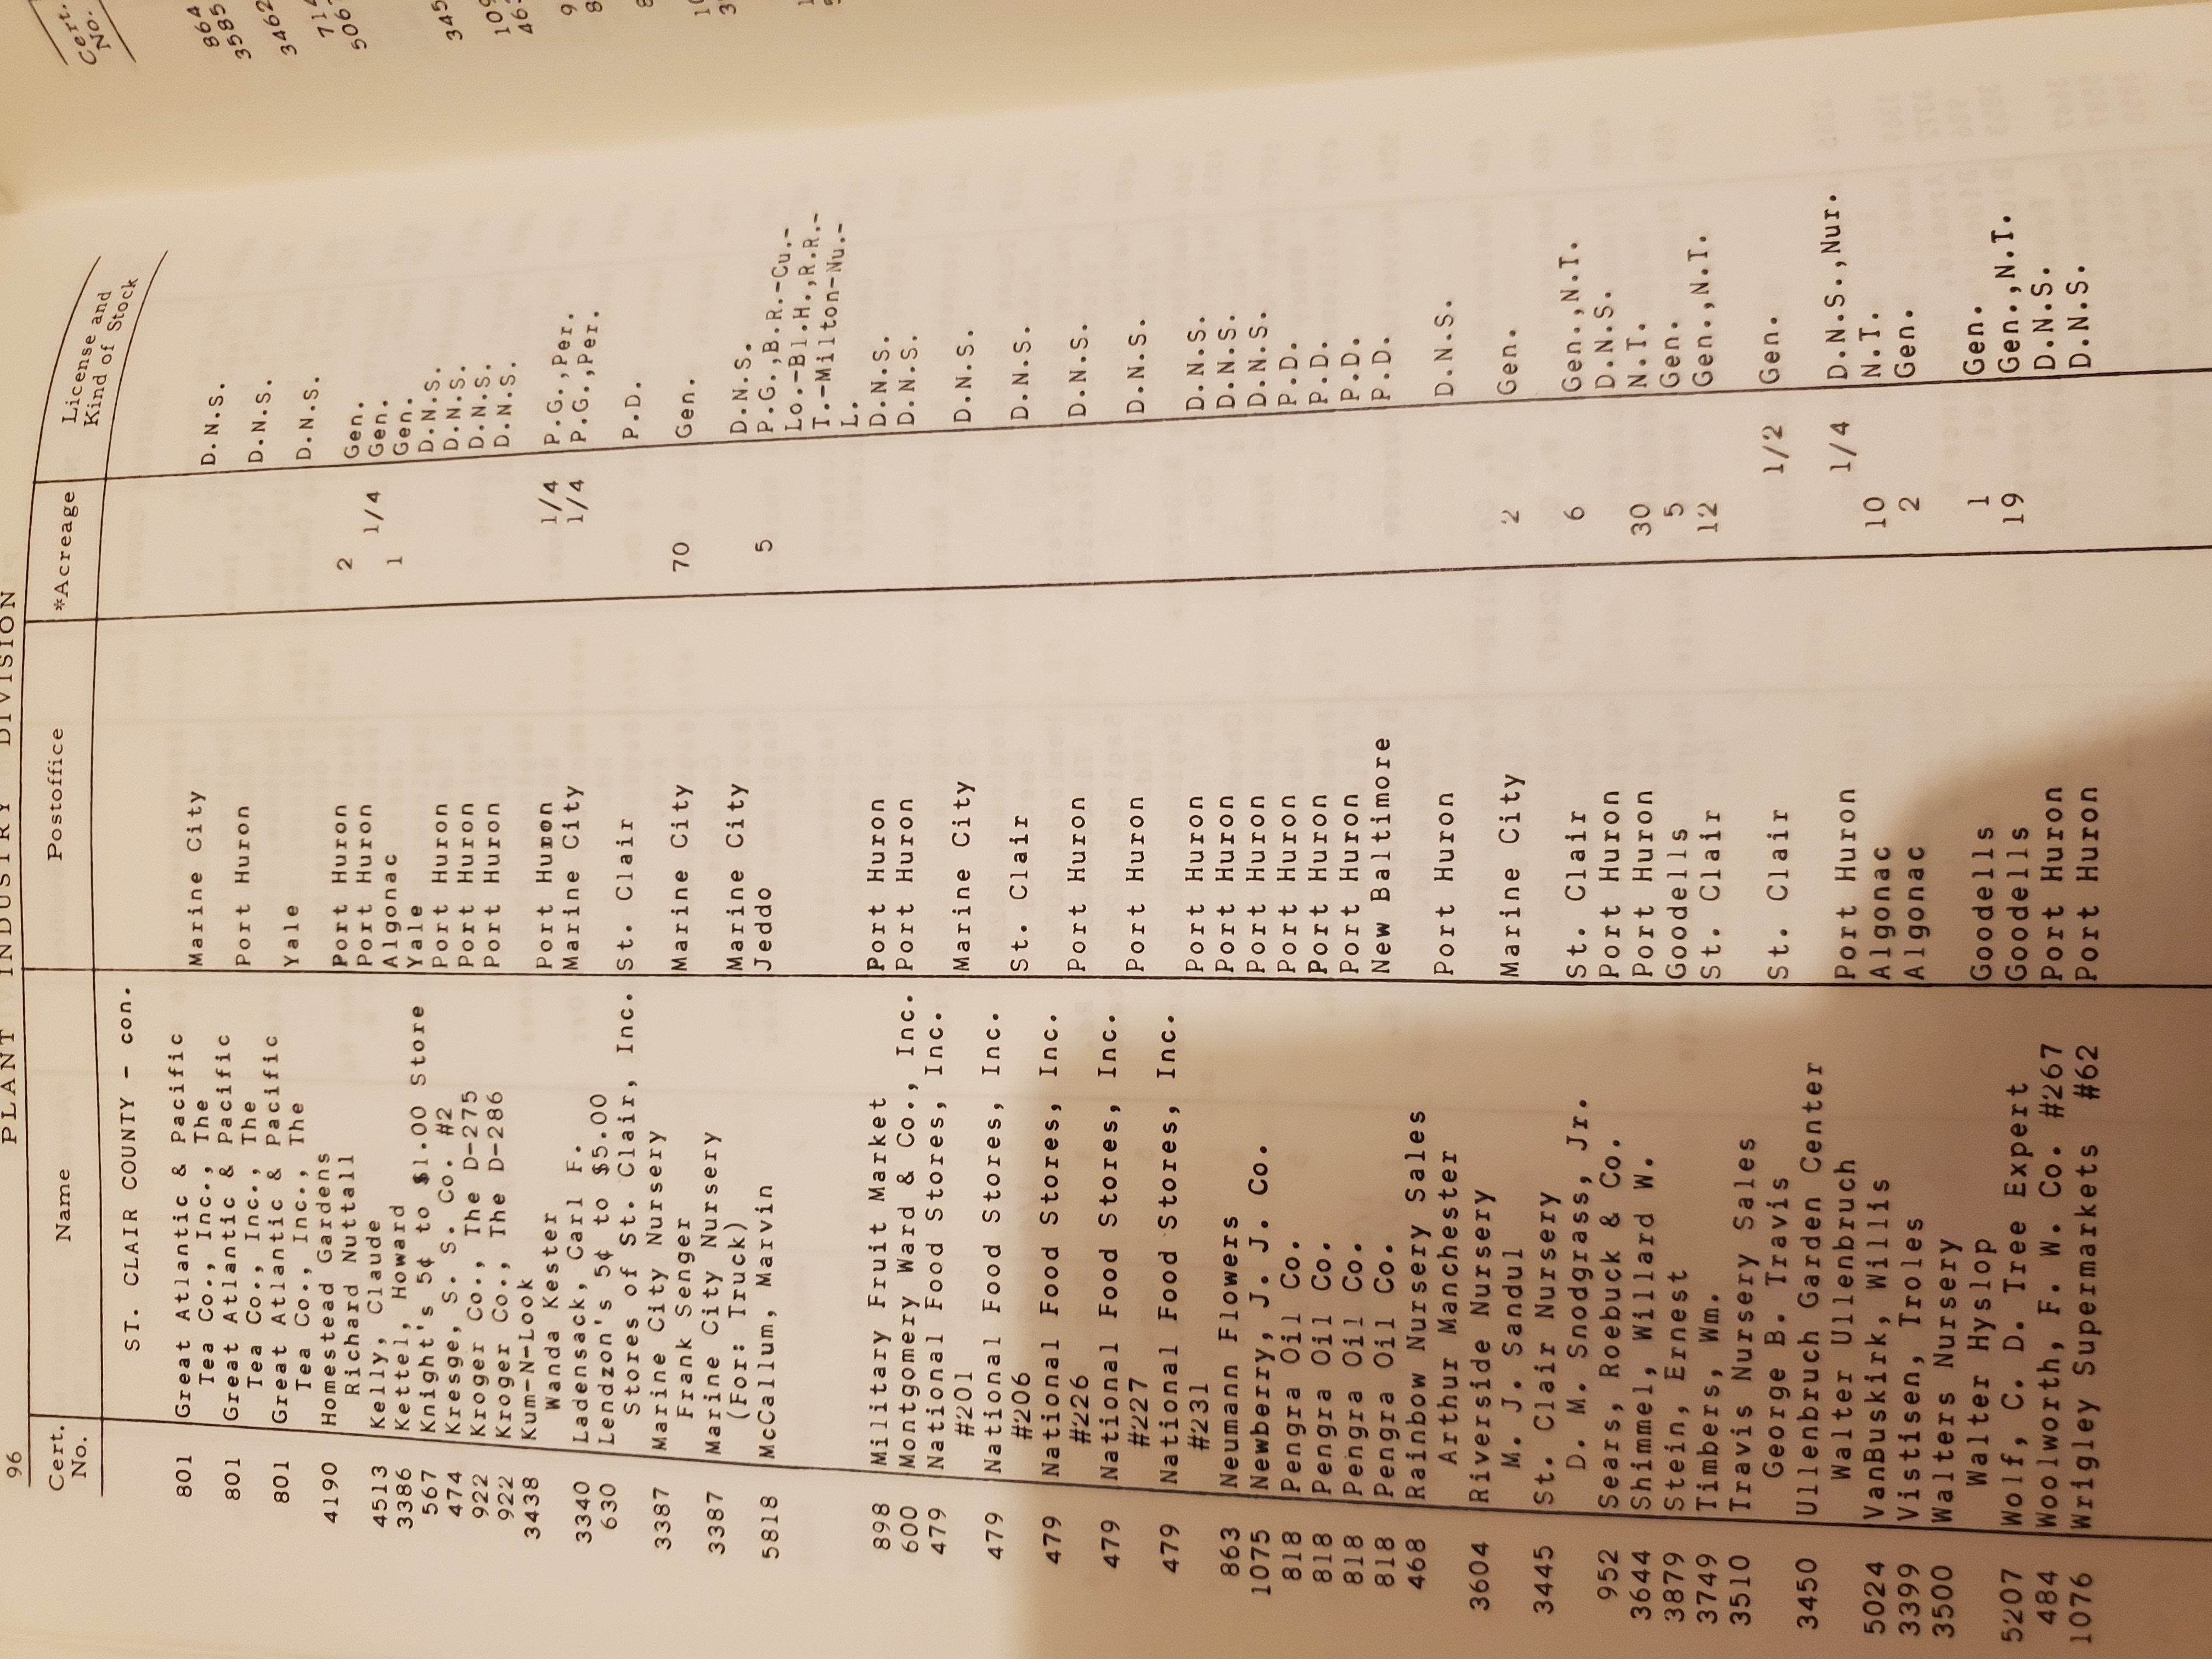 96 PLANT INDUSTRY DIVISION
Cert. No. Name Postoffice *Acreage License and Kind of Stock
ST. CLAIR COUNTY - con.
801 Great Atlantic & Pacific
Tea Co., Inc., The Marine City D.N.S.
801 Great Atlantic & Pacific
Tea Co., Inc., The Port Huron D.N.S.
801 Great Atlantic & Pacific
Tea Co., Inc., The Yale D.N.S.
4190 Homestead Gardens
Richard Nuttall Port Huron 2 Gen.
4513 Kelly, Claude Port Huron 1/4 Gen.
3386 Kettel, Howard Algonac 1 Gen.
567 Knight's 5¢ to $1.00 Store Yale D.N.S.
474 Kresge, S. S. Co. #2 Port Huron D.N.S.
922 Kroger Co., The D-275 Port Huron D.N.S.
922 Kroger Co., The D-286 Port Huron D.N.S.
3438 Kum-N-Look
Wanda Kester Port Huron 1/4 P.G.,Per.
3340 Ladensack, Carl F. Marine City 1/4 P.G.,Per.
630 Lendzon's 5¢ to $5.00
Stores of St. Clair, Inc. St. Clair P.D.
3387 Marine City Nursery
Frank Senger Marine City 70 Gen.
3387 Marine City Nursery
(For: Truck) Marine City D.N.S.
5818 McCallum, Marvin Jeddo 5 P.G.,B.R.-Cu.-
Lo.-Bl.H.,R.R.-
T.-Milton-Nu.-
L.
898 Military Fruit Market Port Huron D.N.S.
600 Montgomery Ward & Co., Inc. Port Huron D.N.S.
479 National Food Stores, Inc.
#201 Marine City D.N.S.
479 National Food Stores, Inc.
#206 St. Clair D.N.S.
479 National Food Stores, Inc.
#226 Port Huron D.N.S.
479 National Food Stores, Inc.
#227 Port Huron D.N.S.
479 National Food Stores, Inc.
#231 Port Huron D.N.S.
863 Neumann Flowers Port Huron D.N.S.
1075 Newberry, J. J. Co. Port Huron D.N.S.
818 Pengra Oil Co. Port Huron P.D.
818 Pengra Oil Co. Port Huron P.D.
818 Pengra Oil Co. Port Huron P.D.
818 Pengra Oil Co. New Baltimore P.D.
468 Rainbow Nursery Sales
Arthur Manchester Port Huron D.N.S.
3604 Riverside Nursery
M. J. Sandul Marine City 2 Gen.
3445 St. Clair Nursery
D. M. Snodgrass, Jr. St. Clair 6 Gen.,N.I.
952 Sears, Roebuck & Co. Port Huron D.N.S.
3644 Shimmel, Willard W. Port Huron 30 N.I.
3879 Stein, Ernest Goodells 5 Gen.
3749 Timbers, Wm. St. Clair 12 Gen.,N.I.
3510 Travis Nursery Sales
George B. Travis St. Clair 1/2 Gen.
3450 Ullenbruch Garden Center
Walter Ullenbruch Port Huron 1/4 D.N.S.,Nur.
5024 VanBuskirk, Willis Algonac 10 N.I.
3399 Vistisen, Troles Algonac 2 Gen.
3500 Walters Nursery
Walter Hyslop Goodells 1 Gen.
5207 Wolf, C. D. Tree Expert Goodells 19 Gen.,N.I.
484 Woolworth, F. W. Co. #267 Port Huron D.N.S.
1076 Wrigley Supermarkets #62 Port Huron D.N.S.
Cert. No.
864
3585
3462